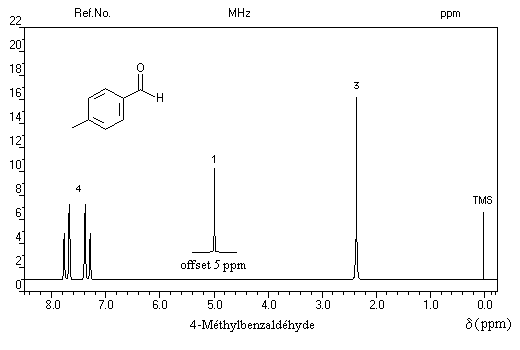 Ref.No. MHz ppm
22
20
18
16
14
12
10
8
6
4
2
0
O
H
4
1
3
TMS
offset 5 ppm
8.0 7.0 6.0 5.0 4.0 3.0 2.0 1.0 0.0
4-Méthylbenzaldéhyde δ (ppm)